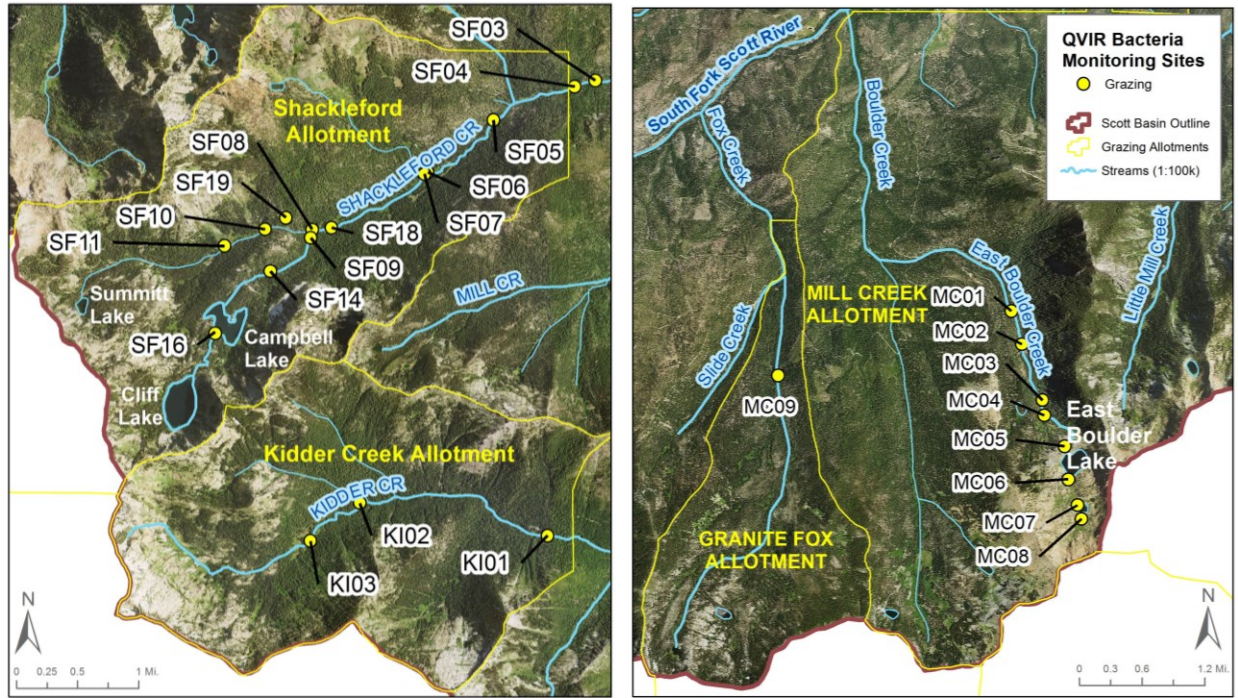 SF03
SF04
Shackleford
Allotment
SF08
SF19
SF10
SF11
SHACKLEFORD CR
SF05
SF06
SF07
SF18
SF09
SF14
MILL CR
Summitt
Lake
SF16
Campbell
Lake
Cliff
Lake
Kidder Creek Allotment
KIDDER CR
KI02
KI01
KI03
N
0 0.25 0.5 1 Mi.
South Fork Scott River
Fox Creek
Boulder Creek
East Boulder Creek
Little Mill Creek
Slide Creek
MILL CREEK
ALLOTMENT
MC01
MC02
MC03
MC04
MC09
MC05
East
Boulder
Lake
MC06
MC07
MC08
GRANITE FOX
ALLOTMENT
QVIR Bacteria
Monitoring Sites
Grazing
Scott Basin Outline
Grazing Allotments
Streams (1:100k)
N
0 0.3 0.6 1.2 Mi.